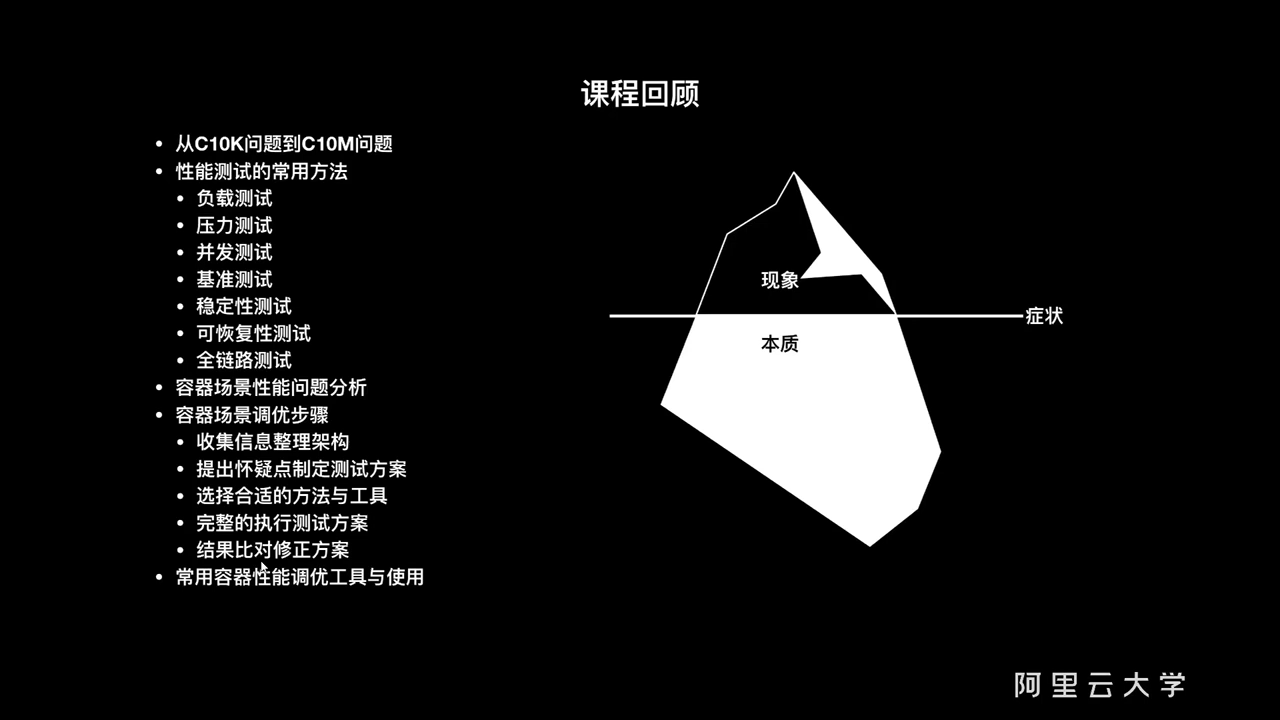 课程回顾
从C10K问题到C10M问题
性能测试的常用方法
负载测试
压力测试
并发测试
基准测试
稳定性测试
可恢复性测试
全链路测试
容器场景性能问题分析
容器场景调优步骤
收集信息整理架构
提出怀疑点制定测试方案
选择合适的方法与工具
完整的执行测试方案
结果比对修正方案
常用容器性能调优工具与使用
现象
症状
本质
阿里云大学